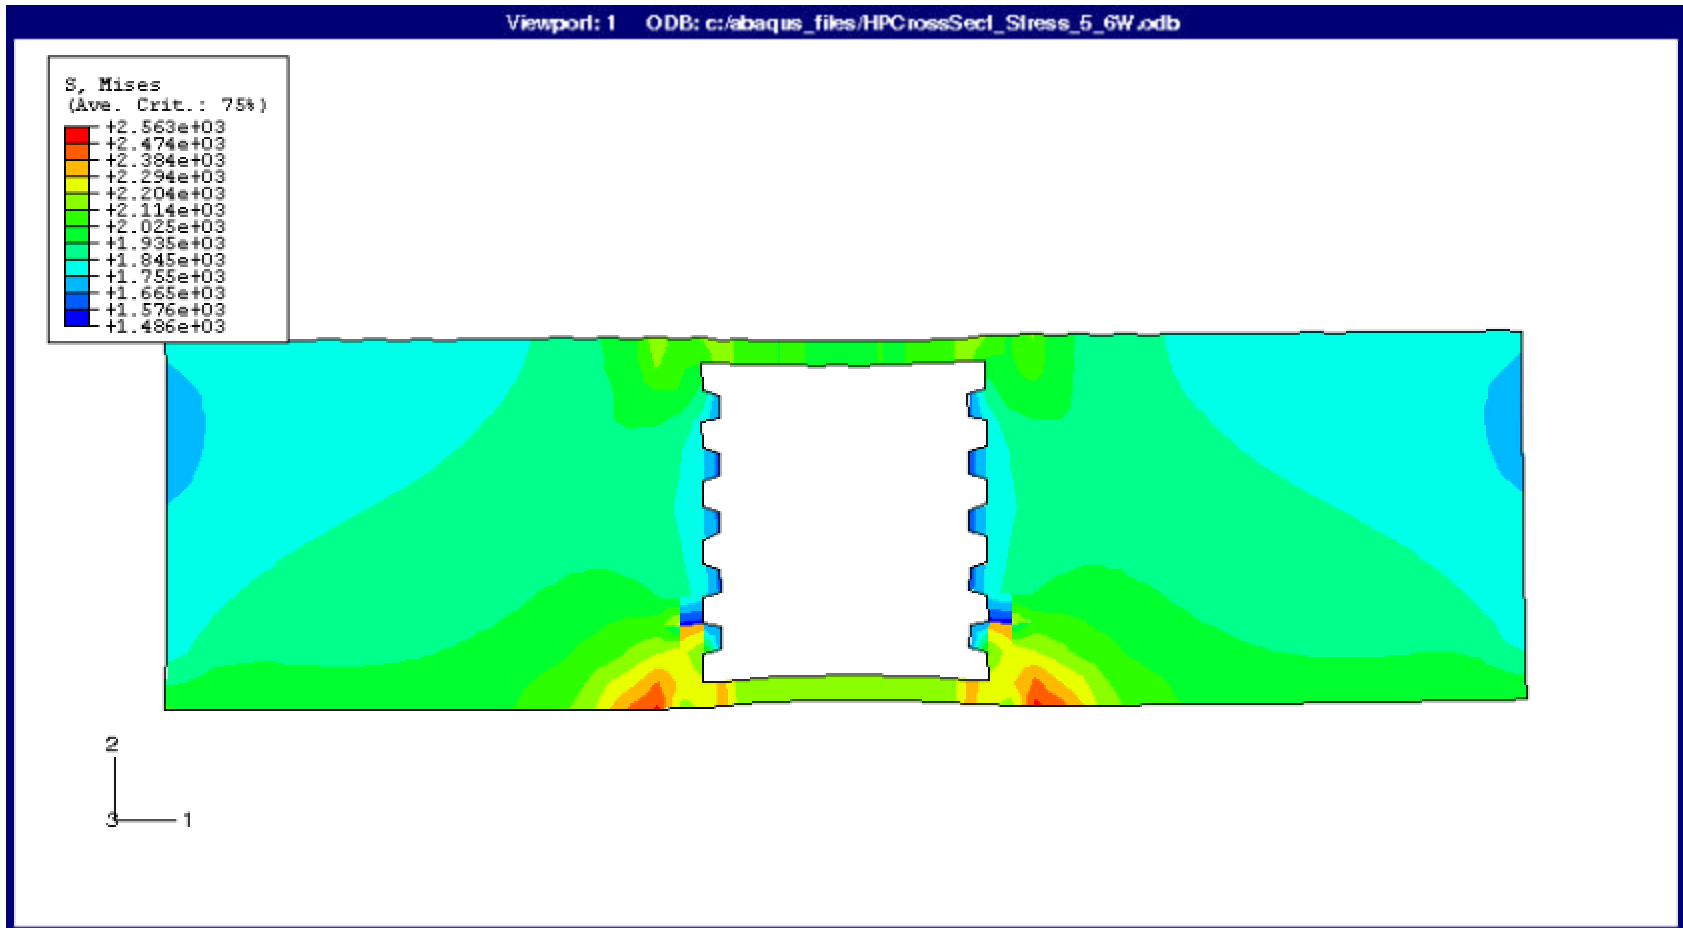 Viewport: 1 ODB: c:/abaqus_files/HPCrossSect_Stress_5_6W.odb
S, Mises
(Ave. Crit.: 75%)
+2.563e+03
+2.474e+03
+2.384e+03
+2.294e+03
+2.204e+03
+2.114e+03
+2.025e+03
+1.935e+03
+1.845e+03
+1.755e+03
+1.665e+03
+1.576e+03
+1.486e+03
2
3 1